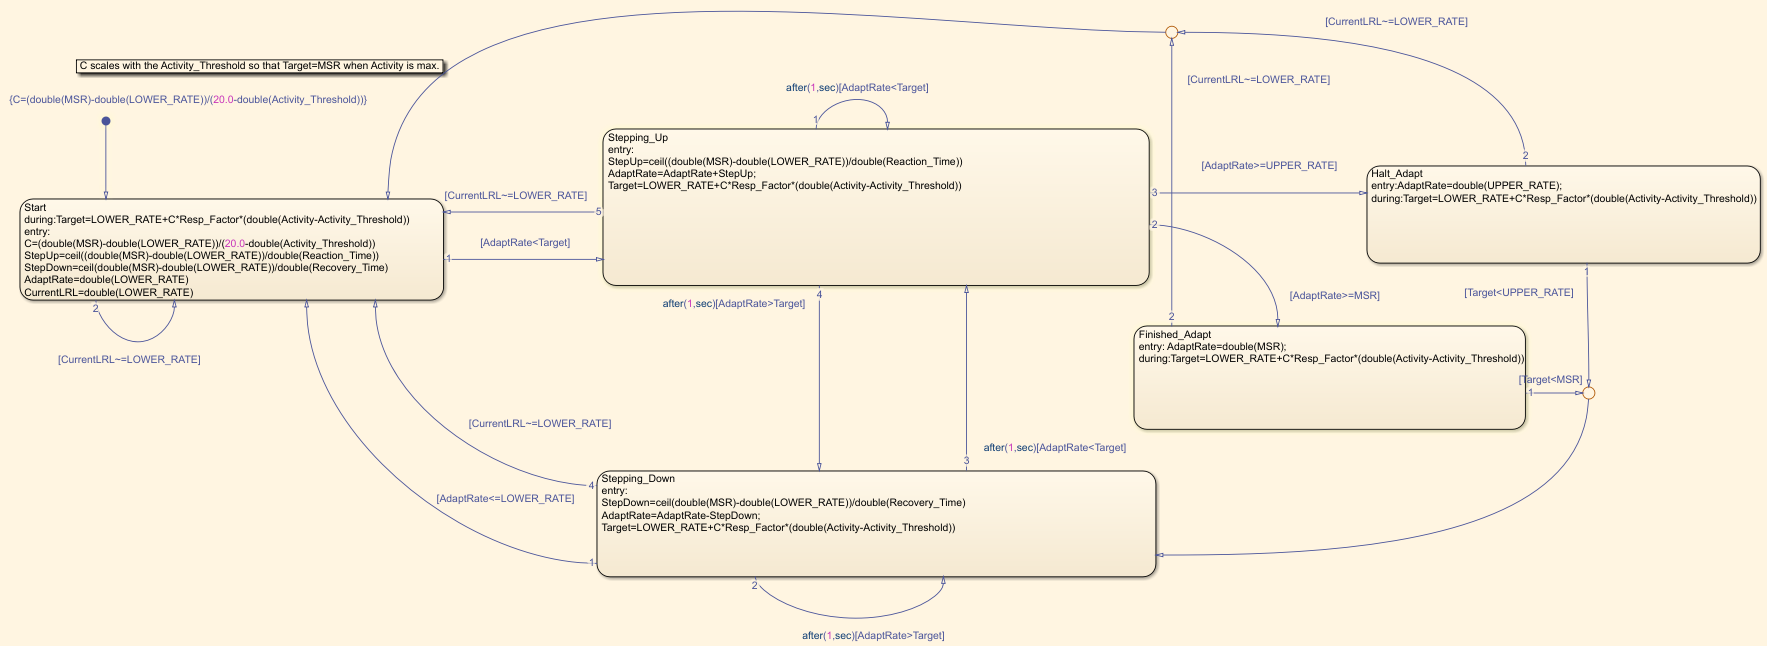 [CurrentLRL~=LOWER_RATE]
C scales with the Activity_Threshold so that Target=MSR when Activity is max.
[CurrentLRL~=LOWER_RATE]
after(1,sec)[AdaptRate<Target]
{C=(double(MSR)-double(LOWER_RATE))/(20.0-double(Activity_Threshold))}
1
Stepping_Up
entry:
StepUp=ceil((double(MSR)-double(LOWER_RATE))/double(Reaction_Time))
AdaptRate=AdaptRate+StepUp;
Target=LOWER_RATE+C*Resp_Factor*(double(Activity-Activity_Threshold))
2
[AdaptRate>=UPPER_RATE]
Halt_Adapt
entry:AdaptRate=double(UPPER_RATE);
during:Target=LOWER_RATE+C*Resp_Factor*(double(Activity-Activity_Threshold))
3
[CurrentLRL~=LOWER_RATE]
5
Start
during:Target=LOWER_RATE+C*Resp_Factor*(double(Activity-Activity_Threshold))
entry:
C=(double(MSR)-double(LOWER_RATE))/(20.0-double(Activity_Threshold))
StepUp=ceil((double(MSR)-double(LOWER_RATE))/double(Reaction_Time))
StepDown=ceil(double(MSR)-double(LOWER_RATE))/double(Recovery_Time)
AdaptRate=double(LOWER_RATE)
CurrentLRL=double(LOWER_RATE)
2
[AdaptRate<Target]
1
2
1
4
after(1,sec)[AdaptRate>Target]
[AdaptRate>=MSR]
[Target<UPPER_RATE]
2
2
[CurrentLRL~=LOWER_RATE]
Finished_Adapt
entry: AdaptRate=double(MSR);
during:Target=LOWER_RATE+C*Resp_Factor*(double(Activity-Activity_Threshold))
[Target<MSR]
1
[CurrentLRL~=LOWER_RATE]
after(1,sec)[AdaptRate<Target]
3
4
[AdaptRate<=LOWER_RATE]
Stepping_Down
entry:
StepDown=ceil(double(MSR)-double(LOWER_RATE))/double(Recovery_Time)
AdaptRate=AdaptRate-StepDown;
Target=LOWER_RATE+C*Resp_Factor*(double(Activity-Activity_Threshold))
1
2
after(1,sec)[AdaptRate>Target]